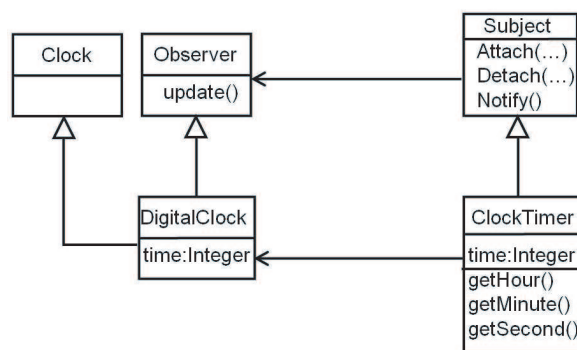 Clock
Observer
update()
Subject
Attach(...)
Detach(...)
Notify()
DigitalClock
time:Integer
ClockTimer
time:Integer
getHour()
getMinute()
getSecond()